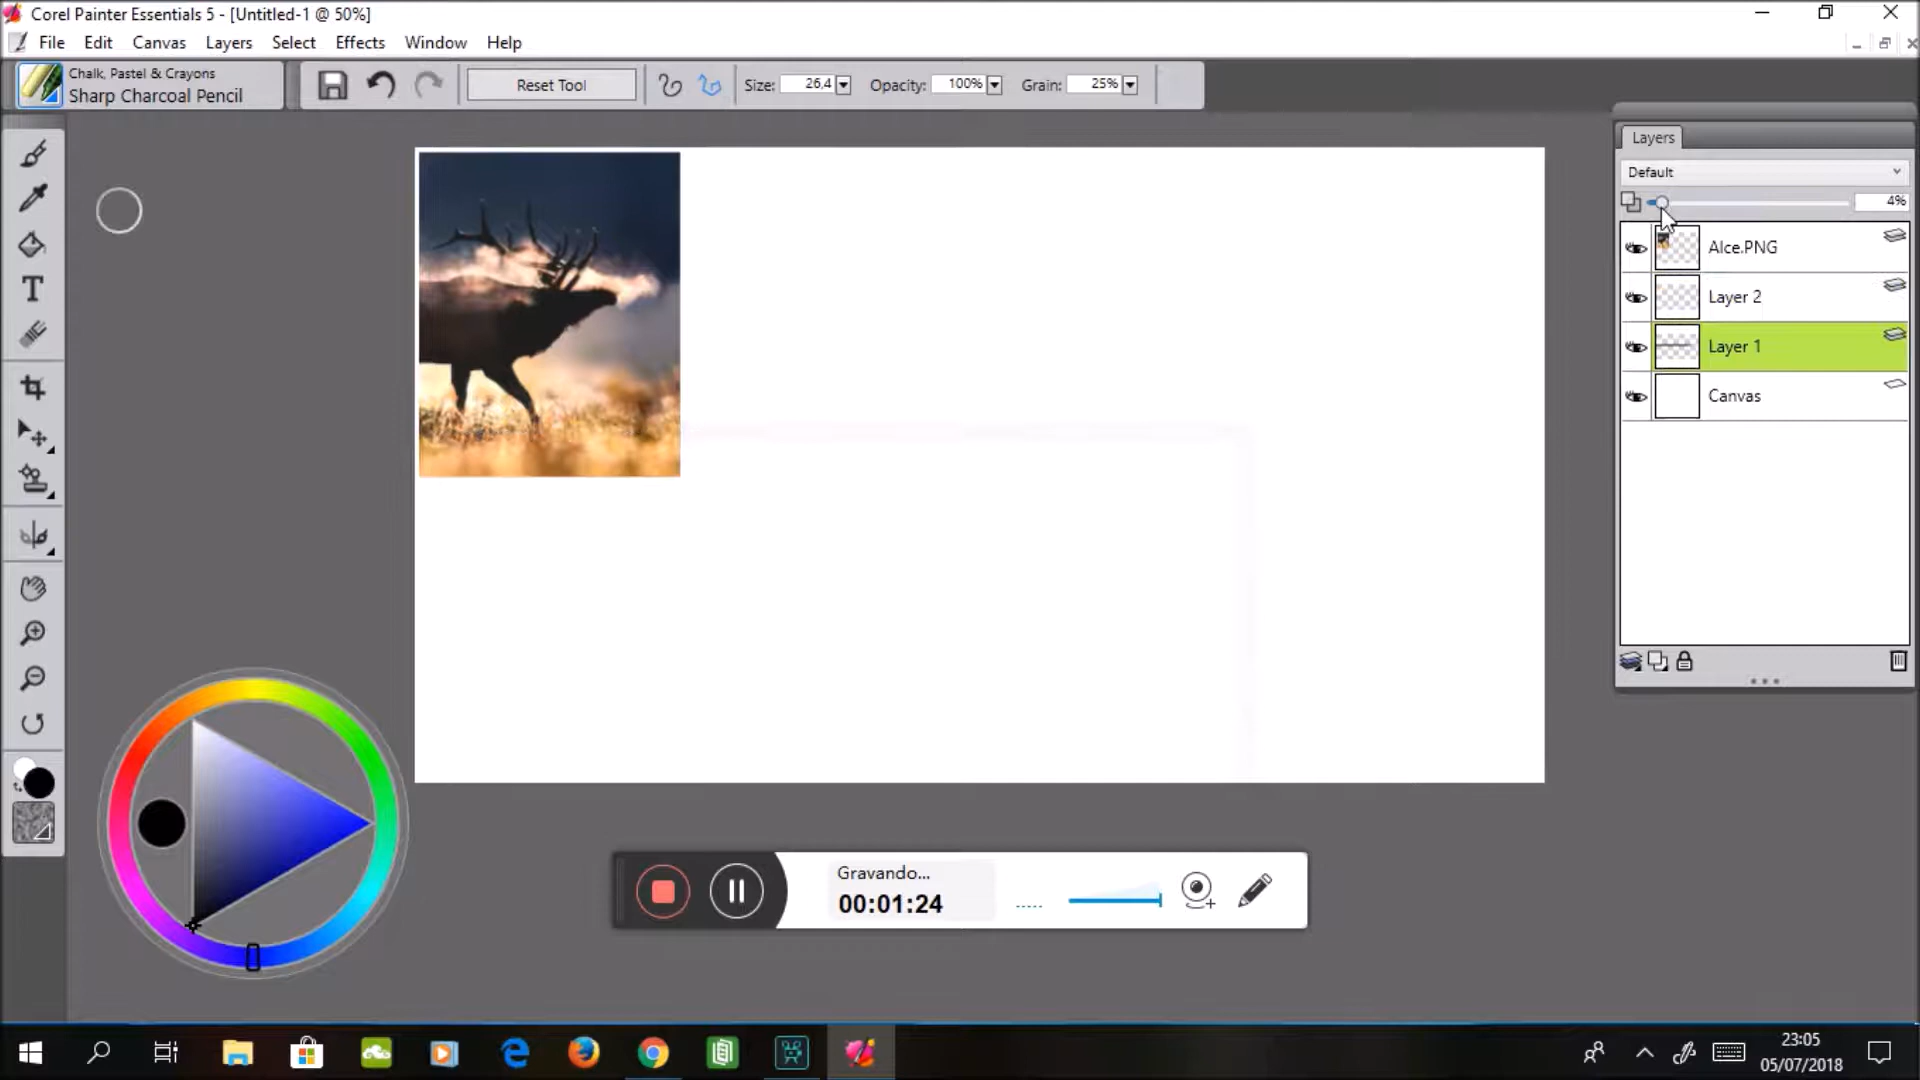 Corel Painter Essentials 5 - [Untitled-1 @ 50%]
File Edit Canvas Layers Select Effects Window Help
Chalk, Pastel & Crayons
Sharp Charcoal Pencil
Reset Tool
Size: 26,4
Opacity: 100%
Grain: 25%
Layers
Default
4%
Alce.PNG
Layer 2
Layer 1
Canvas
Gravando...
00:01:24
23:05
05/07/2018